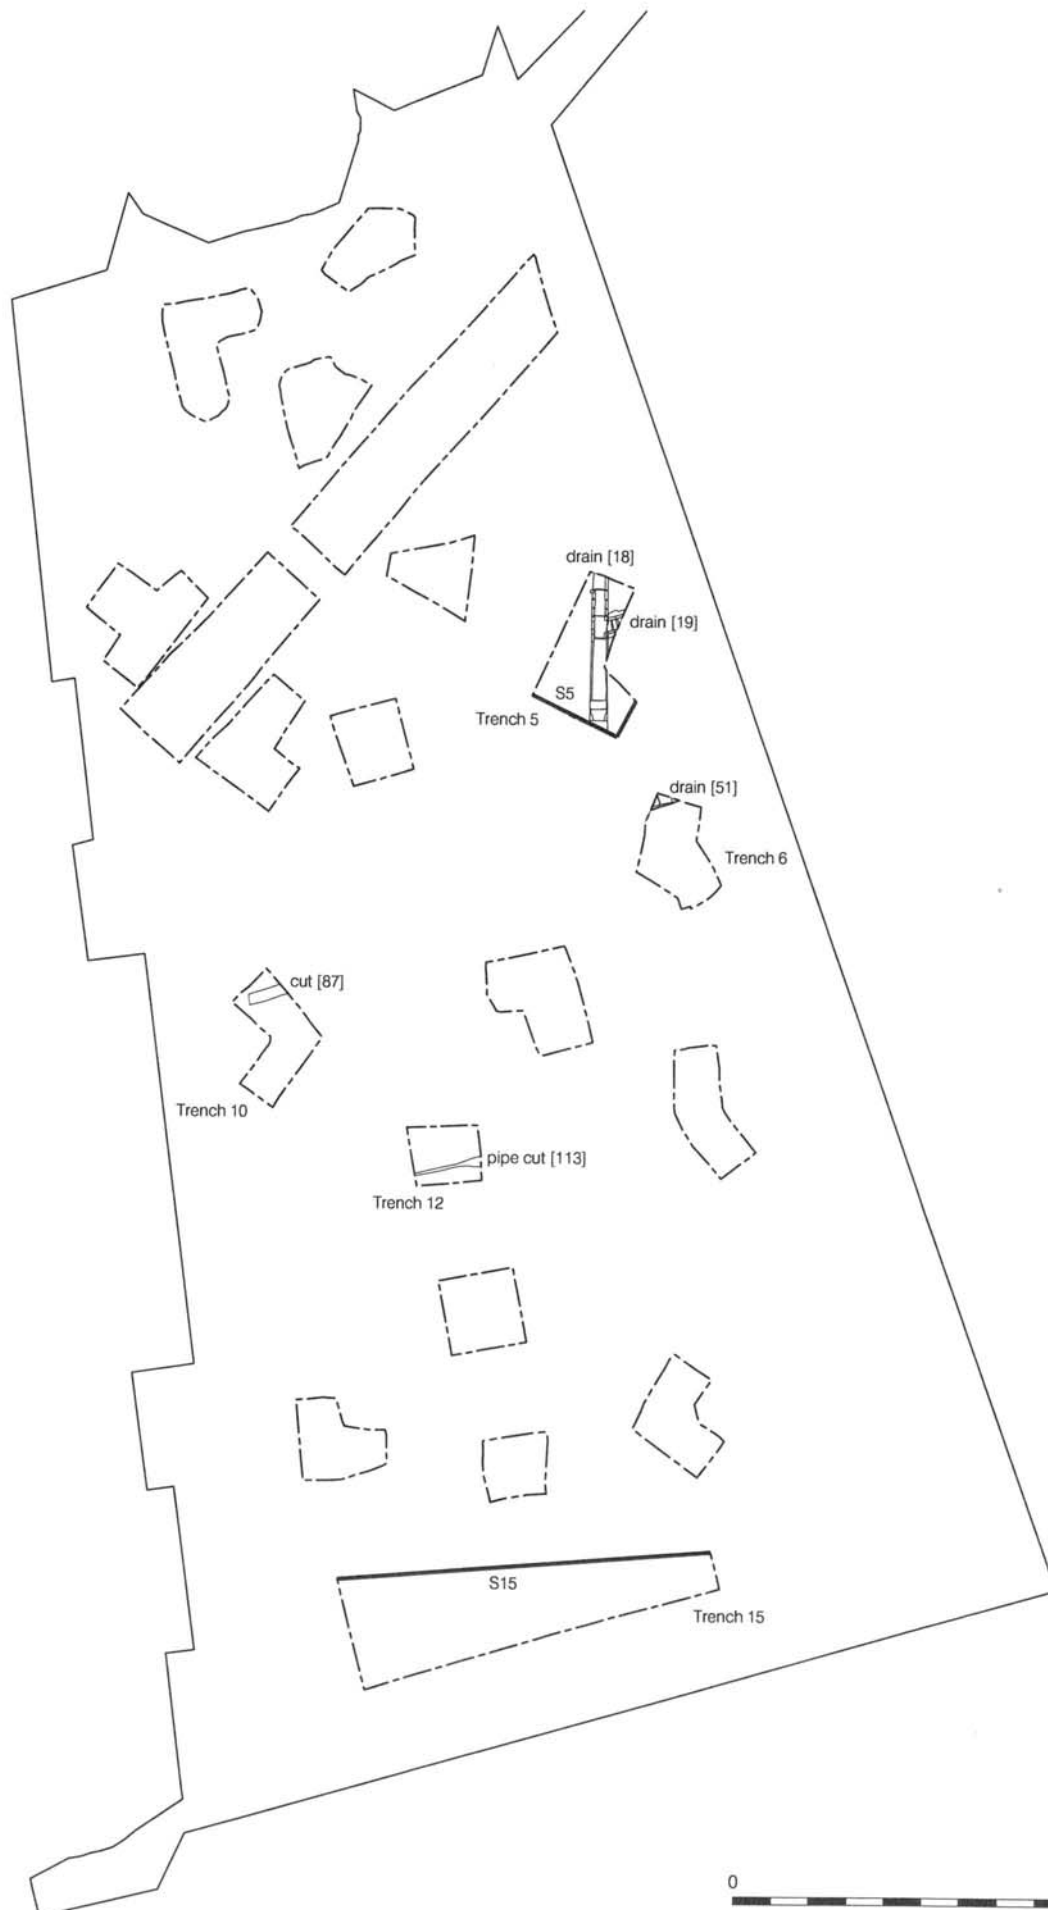 drain [18]
drain [19]
S5
Trench 5
drain [51]
Trench 6
cut [87]
Trench 10
pipe cut [113]
Trench 12
S15
Trench 15
0